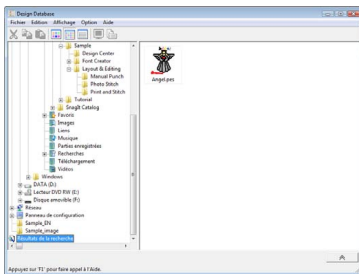 Design Database
Fichier Edition Affichage Option Aide
Sample
Design Center
Font Creator
Layout & Editing
Manual Punch
Photo Stitch
Print and Stitch
Tutorial
SnagIt Catalog
Favoris
Images
Liens
Musique
Parties enregistrées
Recherches
Téléchargement
Vidéos
Windows
DATA (D:)
Lecteur DVD RW (E:)
Disque amovible (F:)
Réseau
Panneau de configuration
Sample_EN
Sample_image
Résultats de la recherche
Angel.pes
Appuyez sur 'F1' pour faire appel à l'Aide.